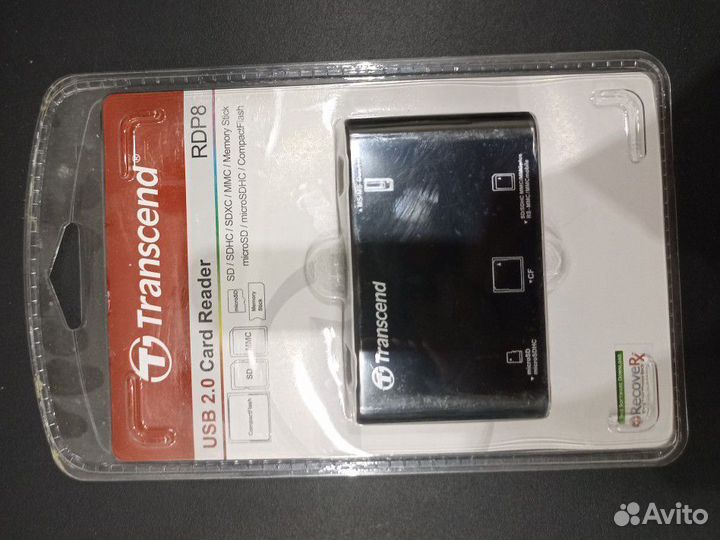 Transcend®
USB 2.0 Card Reader
RDP8
SD / SDHC / SDXC / MMC / Memory Stick
microSD / microSDHC / CompactFlash
CompactFlash
SD
MMC
microSD
Memory Stick
Transcend
microSD
microSDHC
CF
RecoveRx
Avito